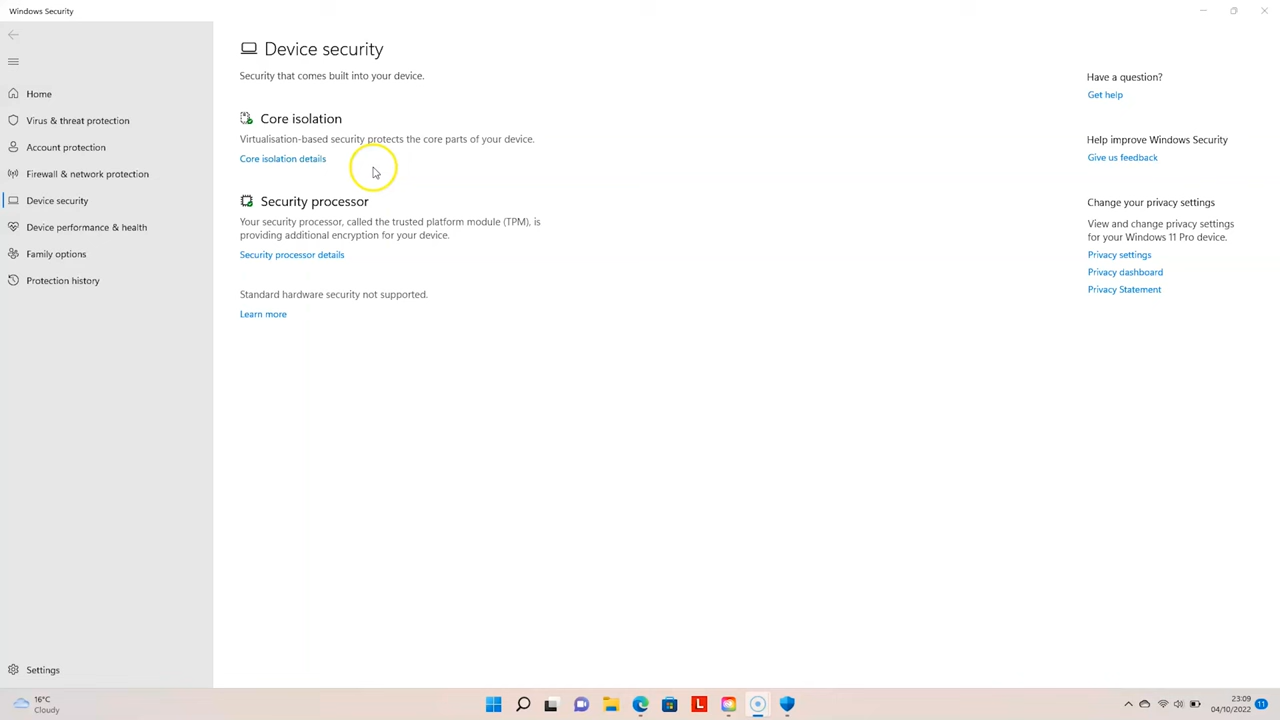 Windows Security
Home
Virus & threat protection
Account protection
Firewall & network protection
Device security
Device performance & health
Family options
Protection history
Settings
Device security
Security that comes built into your device.
Core isolation
Virtualisation-based security protects the core parts of your device.
Core isolation details
Security processor
Your security processor, called the trusted platform module (TPM), is
providing additional encryption for your device.
Security processor details
Standard hardware security not supported.
Learn more
Have a question?
Get help
Help improve Windows Security
Give us feedback
Change your privacy settings
View and change privacy settings
for your Windows 11 Pro device.
Privacy settings
Privacy dashboard
Privacy Statement
16°C
Cloudy
L
23:09
04/10/2022
11